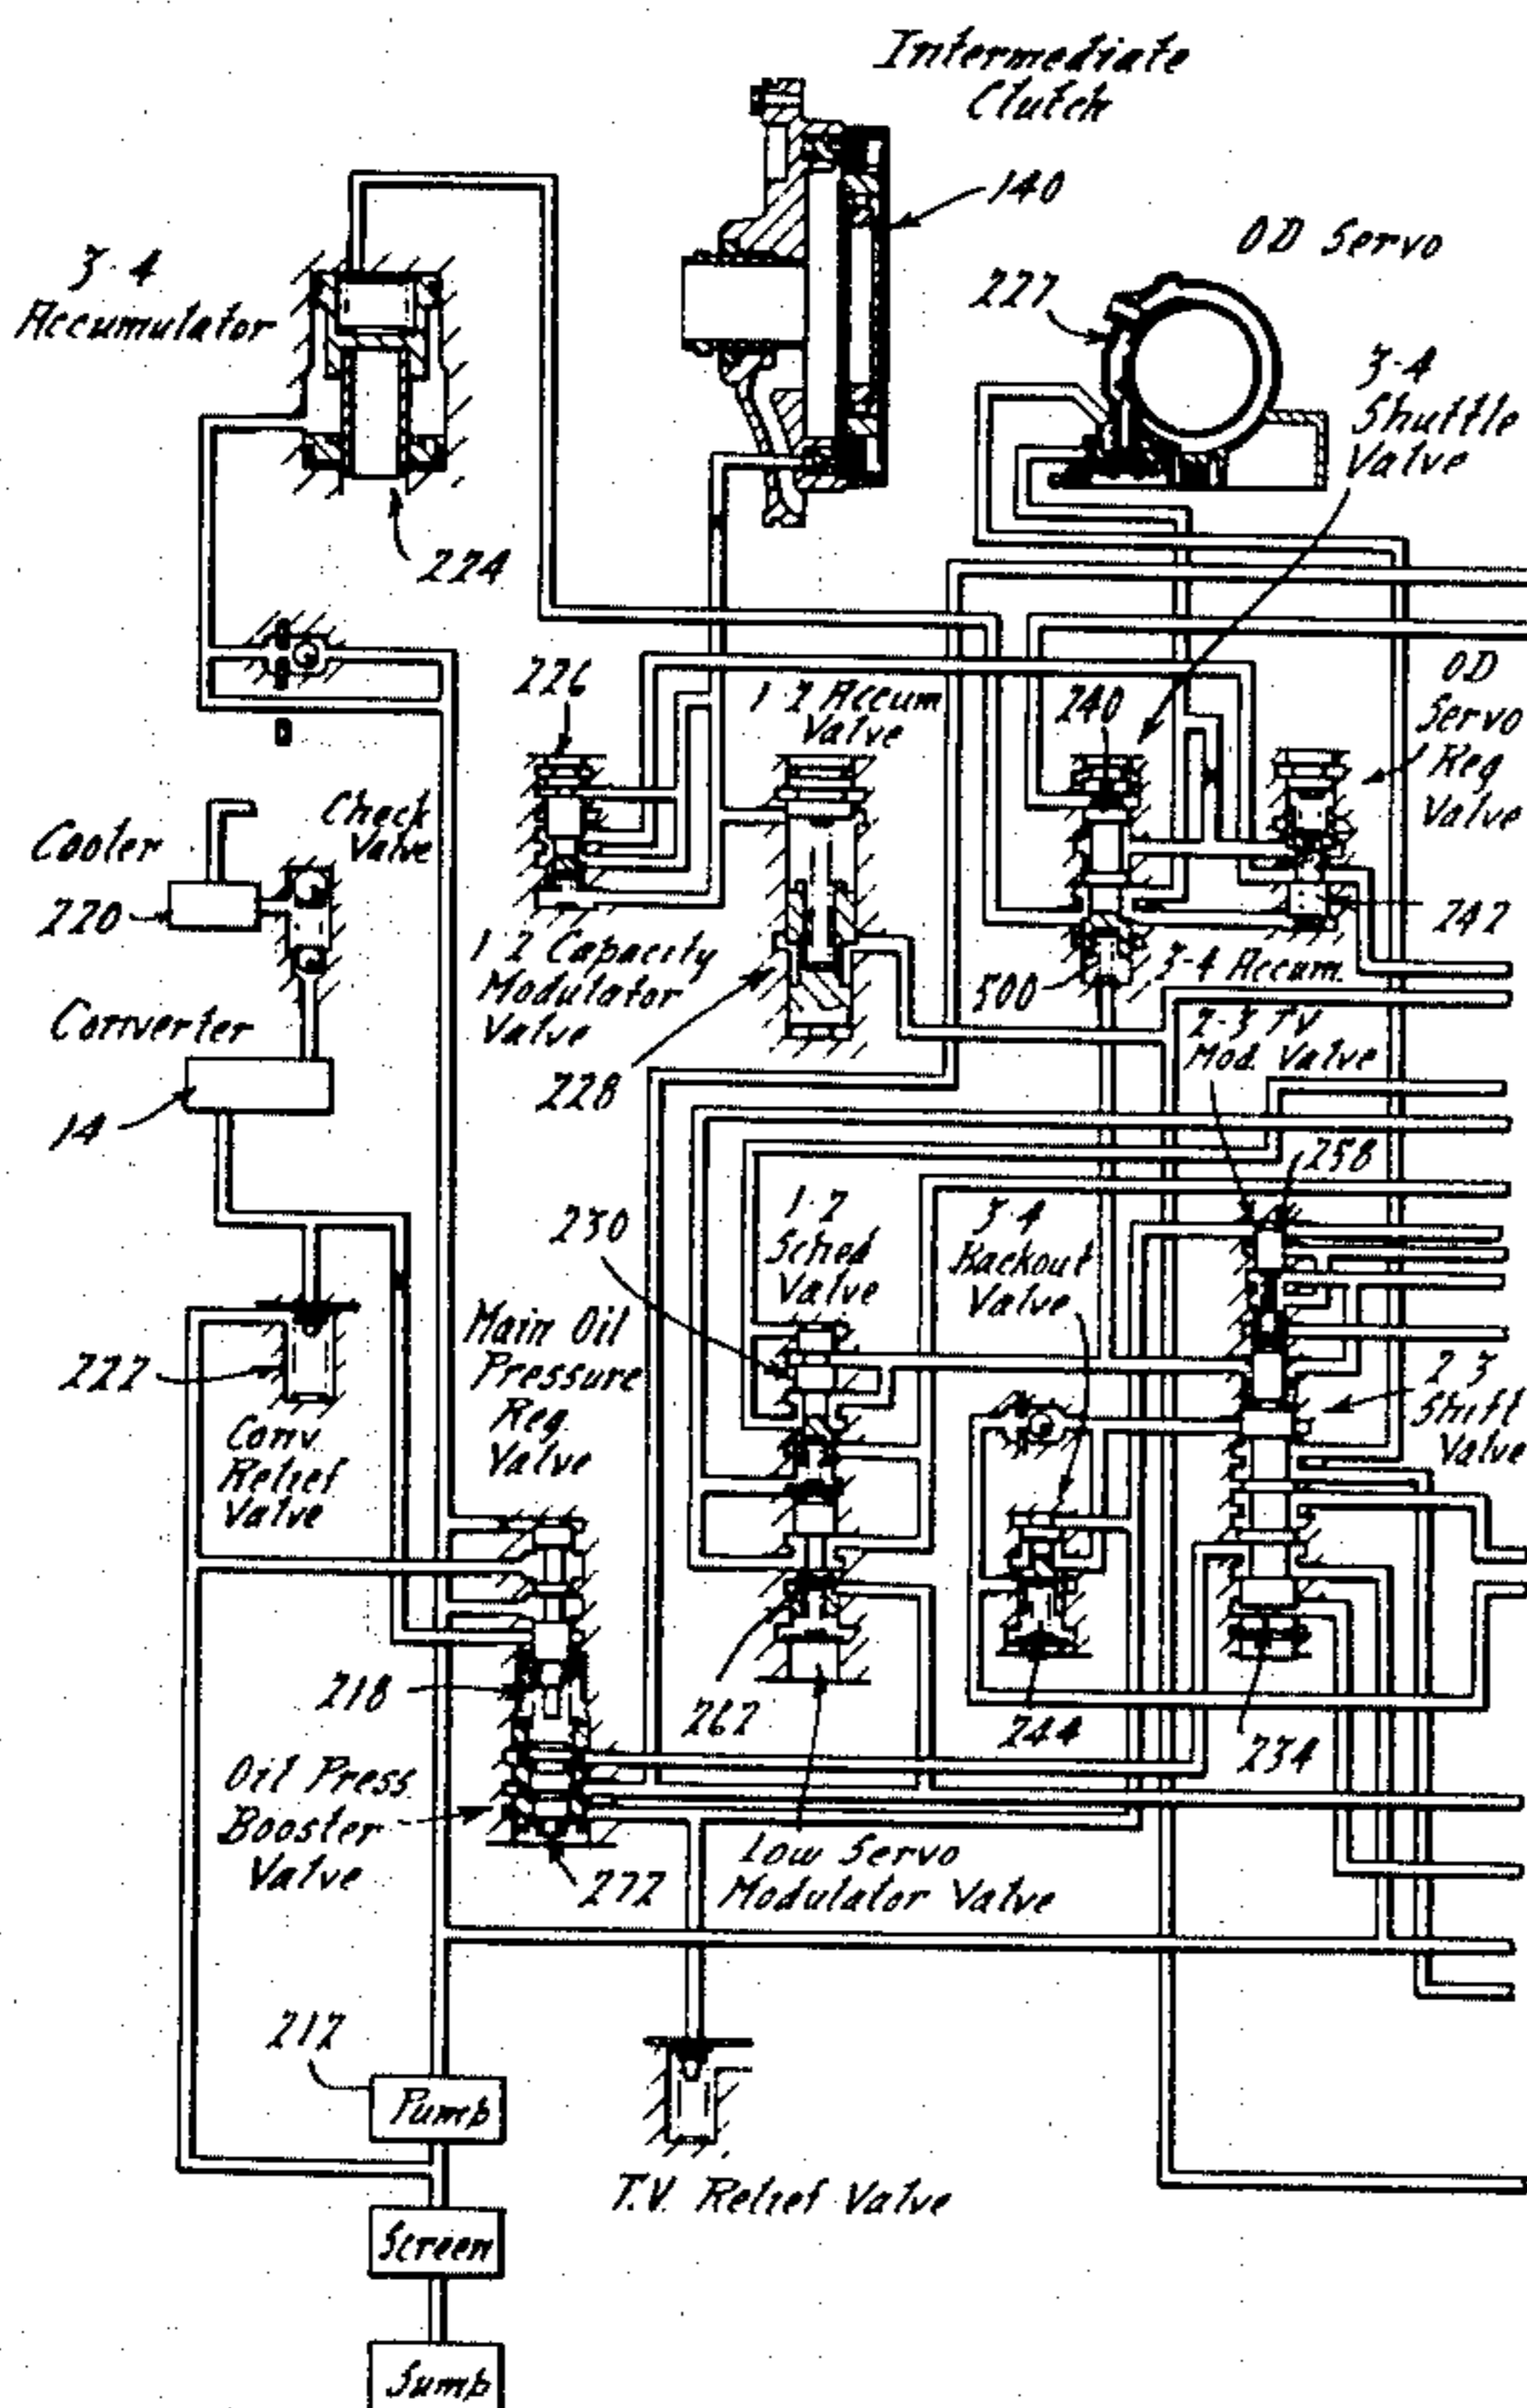 Intermediate
Clutch
140
OD Servo
227
3-4
Accumulator
3-4
Shuttle
Valve
224
226
1-2 Accum
Valve
240
OD
Servo
Reg
Valve
Cooler
Check
Valve
220
1-2 Capacity
Modulator
Valve
242
500
3-4 Accum.
Converter
2-3 TV
Mod. Valve
228
14
258
230
1-2
Sched
Valve
3-4
Backout
Valve
Main Oil
Pressure
Reg
Valve
222
2-3
Shift
Valve
Conv
Relief
Valve
218
262
244
234
Oil Press
Booster
Valve
272
Low Servo
Modulator Valve
212
Pump
T.V. Relief Valve
Screen
Sump